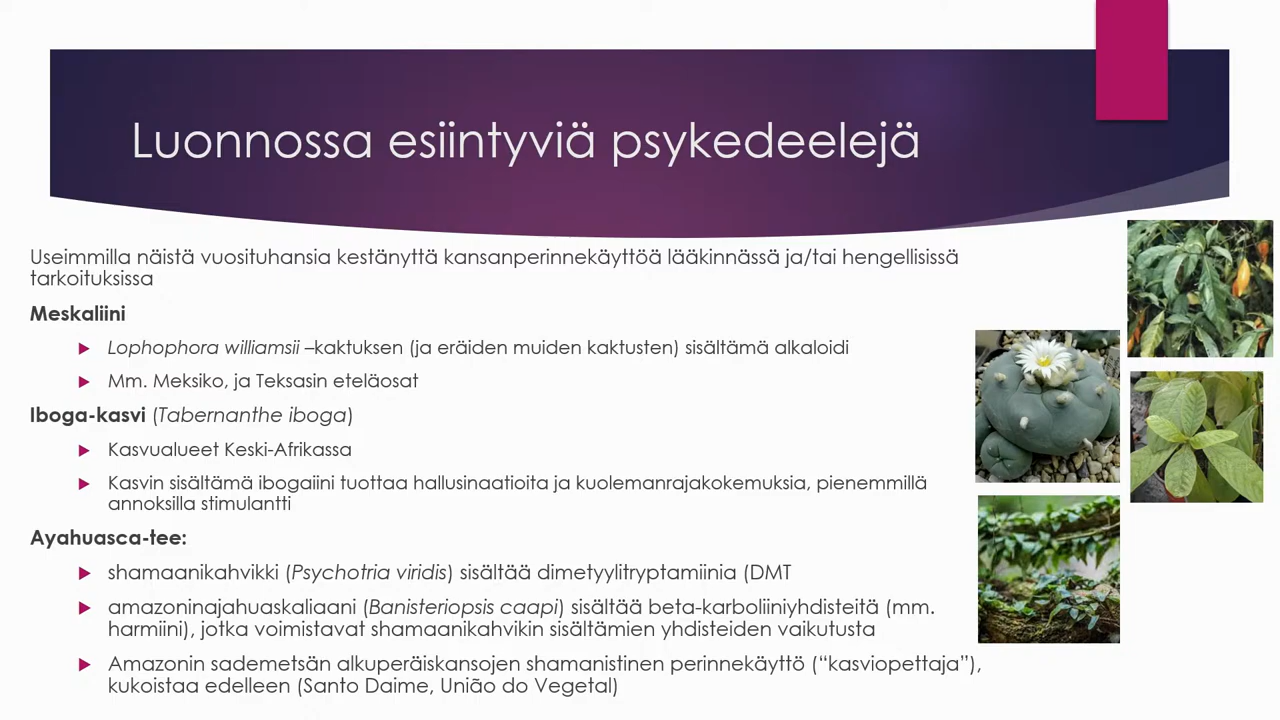 Luonnossa esiintyviä psykedeelejä
Useimmilla näistä vuosituhansia kestänyttä kansanperinnekäyttöä lääkinnässä ja/tai hengellisissä
tarkoituksissa
Meskaliini
Lophophora williamsii –kaktuksen (ja eräiden muiden kaktusten) sisältämä alkaloidi
Mm. Meksiko, ja Teksasin eteläosat
Iboga-kasvi (Tabernanthe iboga)
Kasvualueet Keski-Afrikassa
Kasvin sisältämä ibogaiini tuottaa hallusinaatioita ja kuolemanrajakokemuksia, pienemmillä
annoksilla stimulantti
Ayahuasca-tee:
shamaanikahvikki (Psychotria viridis) sisältää dimetyylitryptamiinia (DMT
amazoninajahuaskaliaani (Banisteriopsis caapi) sisältää beta-karboliiniyhdisteitä (mm.
harmiini), jotka voimistavat shamaanikahvikin sisältämien yhdisteiden vaikutusta
Amazonin sademetsän alkuperäiskansojen shamanistinen perinnekäyttö (“kasviopettaja”),
kukoistaa edelleen (Santo Daime, União do Vegetal)